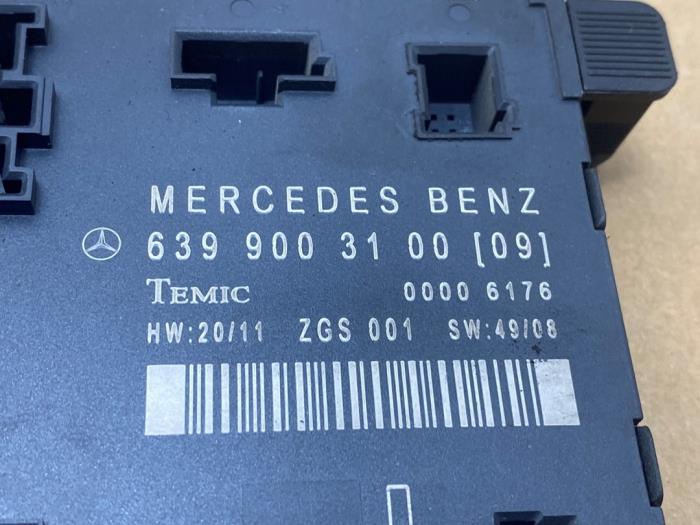 MERCEDES BENZ
639 900 31 00 [09]
TEMIC 0000 6176
HW:20/11 ZGS 001 SW:49/08